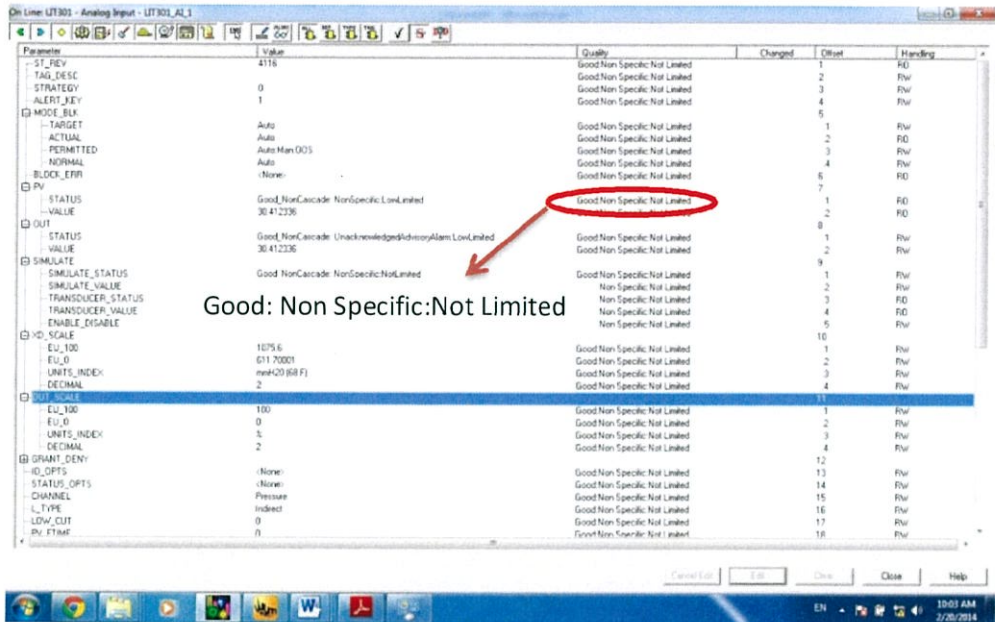 On Line: LIT301 - Analog Input - LIT301_AI_1
Parameter Value Quality Changed Offset Handling
ST_REV 4116 Good:Non Specific:Not Limited 1 RO
TAG_DESC Good:Non Specific:Not Limited 2 RW
STRATEGY 0 Good:Non Specific:Not Limited 3 RW
ALERT_KEY 1 Good:Non Specific:Not Limited 4 RW
MODE_BLK 5
TARGET Auto Good:Non Specific:Not Limited 1 RW
ACTUAL Auto Good:Non Specific:Not Limited 2 RO
PERMITTED Auto:Man:OOS Good:Non Specific:Not Limited 3 RW
NORMAL Auto Good:Non Specific:Not Limited 4 RW
BLOCK_ERR <None> Good:Non Specific:Not Limited 6 RO
PV 7
STATUS Good_NonCascade: NonSpecific:LowLimited Good:Non Specific:Not Limited 1 RO
VALUE 30.412336 Good:Non Specific:Not Limited 2 RO
OUT 8
STATUS Good_NonCascade: UnacknowledgedAdvisoryAlarm:LowLimited Good:Non Specific:Not Limited 1 RW
VALUE 30.412336 Good:Non Specific:Not Limited 2 RW
SIMULATE 9
SIMULATE_STATUS Good_NonCascade: NonSpecific:NotLimited Good:Non Specific:Not Limited 1 RW
SIMULATE_VALUE Non Specific:Not Limited 2 RW
TRANSDUCER_STATUS Non Specific:Not Limited 3 RO
TRANSDUCER_VALUE Non Specific:Not Limited 4 RO
ENABLE_DISABLE Non Specific:Not Limited 5 RW
Good: Non Specific:Not Limited
XD_SCALE 10
EU_100 1075.6 Good:Non Specific:Not Limited 1 RW
EU_0 611.70001 Good:Non Specific:Not Limited 2 RW
UNITS_INDEX mmH20 (68 F) Good:Non Specific:Not Limited 3 RW
DECIMAL 2 Good:Non Specific:Not Limited 4 RW
OUT_SCALE 11
EU_100 100 Good:Non Specific:Not Limited 1 RW
EU_0 0 Good:Non Specific:Not Limited 2 RW
UNITS_INDEX % Good:Non Specific:Not Limited 3 RW
DECIMAL 2 Good:Non Specific:Not Limited 4 RW
GRANT_DENY 12
IO_OPTS <None> Good:Non Specific:Not Limited 13 RW
STATUS_OPTS <None> Good:Non Specific:Not Limited 14 RW
CHANNEL Pressure Good:Non Specific:Not Limited 15 RW
L_TYPE Indirect Good:Non Specific:Not Limited 16 RW
LOW_CUT 0 Good:Non Specific:Not Limited 17 RW
PV_FTIME 0 Good:Non Specific:Not Limited 18 RW
Cancel Edit Edit Clear Close Help
EN 10:03 AM
2/20/2014